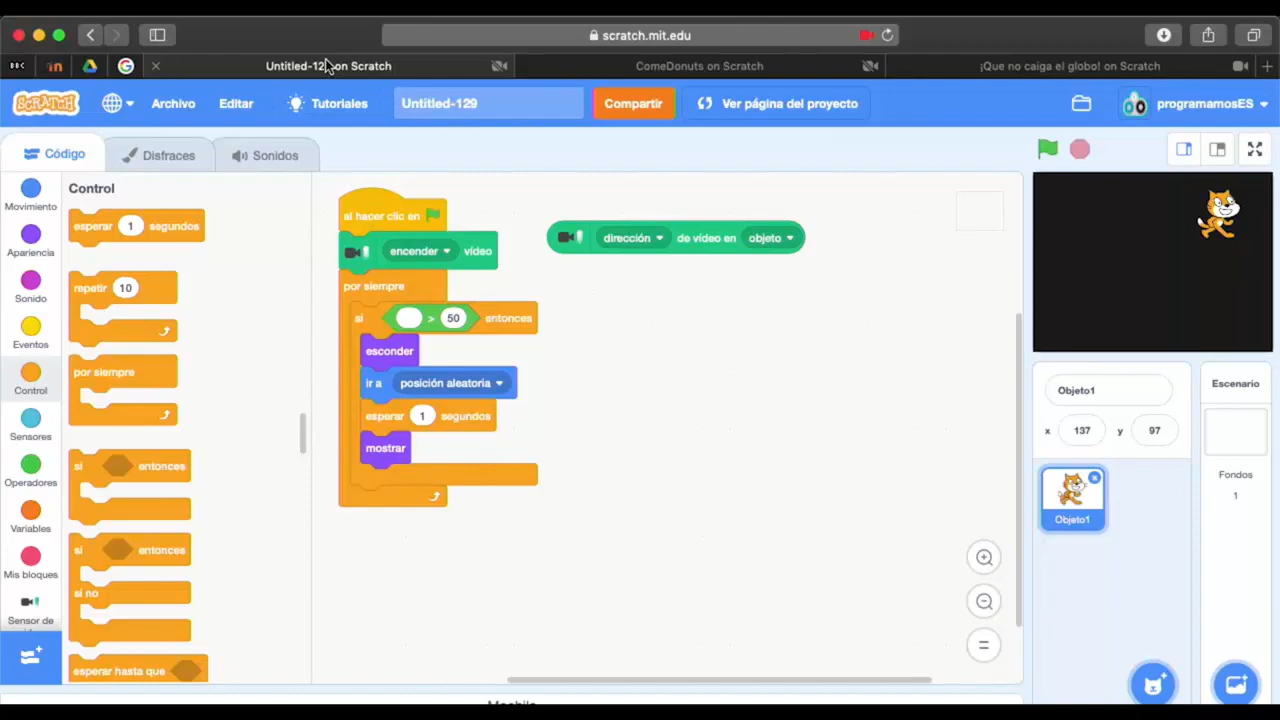 scratch.mit.edu
Untitled-12 on Scratch
ComeDonuts on Scratch
¡Que no caiga el globo! on Scratch
SCRATCH
Archivo
Editar
Tutoriales
Untitled-129
Compartir
Ver página del proyecto
programamosES
Código
Disfraces
Sonidos
Movimiento
Apariencia
Sonido
Eventos
Control
Sensores
Operadores
Variables
Mis bloques
Sensor de
Control
esperar 1 segundos
repetir 10
por siempre
si entonces
si entonces
si no
esperar hasta que
al hacer clic en
encender vídeo
por siempre
si > 50 entonces
esconder
ir a posición aleatoria
esperar 1 segundos
mostrar
dirección de vídeo en objeto
Objeto1
x 137 y 97
Objeto1
Escenario
Fondos
1